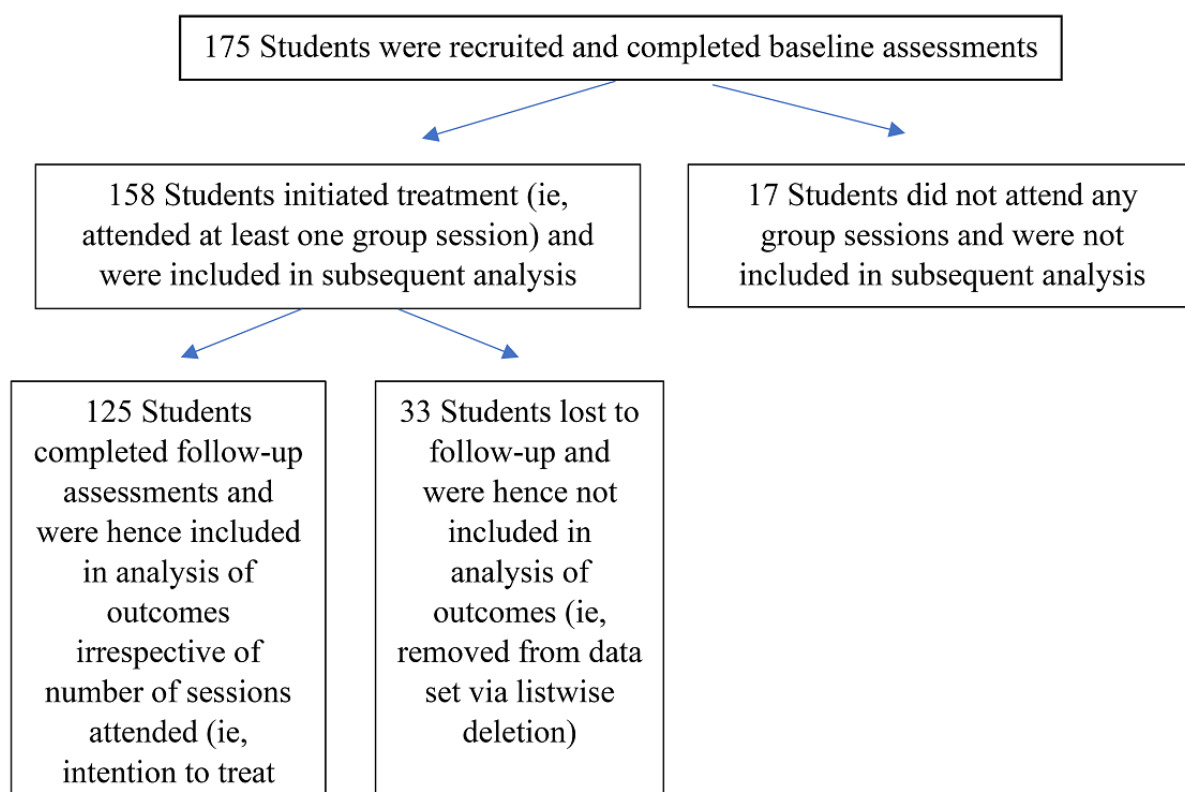 175 Students were recruited and completed baseline assessments
158 Students initiated treatment (ie,
attended at least one group session) and
were included in subsequent analysis
17 Students did not attend any
group sessions and were not
included in subsequent analysis
125 Students
completed follow-up
assessments and
were hence included
in analysis of
outcomes
irrespective of
number of sessions
attended (ie,
intention to treat
33 Students lost to
follow-up and
were hence not
included in
analysis of
outcomes (ie,
removed from data
set via listwise
deletion)